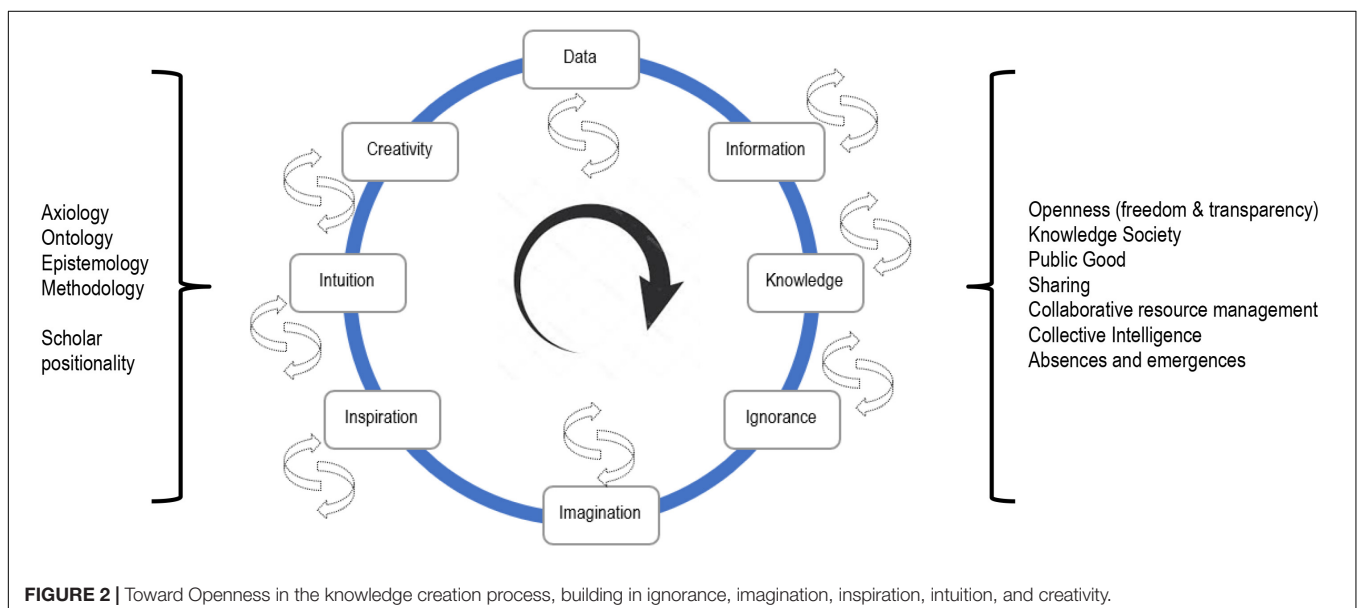 Data
Creativity
Information
Axiology
Ontology
Epistemology
Methodology
Scholar
positionality
Intuition
Knowledge
Openness (freedom & transparency)
Knowledge Society
Public Good
Sharing
Collaborative resource management
Collective Intelligence
Absences and emergences
Inspiration
Ignorance
Imagination
FIGURE 2 | Toward Openness in the knowledge creation process, building in ignorance, imagination, inspiration, intuition, and creativity.